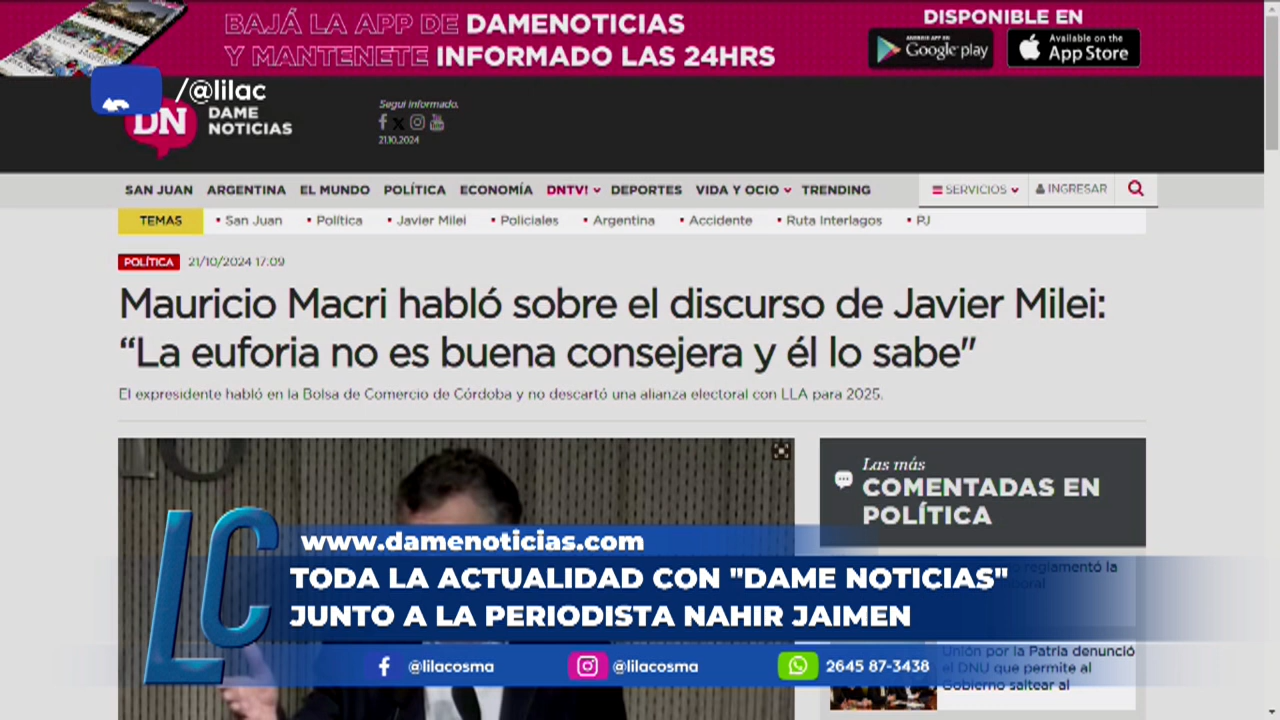 BAJÁ LA APP DE DAMENOTICIAS
Y MANTENETE INFORMADO LAS 24HRS
DISPONIBLE EN
ANDROID APP ON
Google play
Available on the
App Store
/@lilac
DN
DAME
NOTICIAS
Seguí informado.
21.10.2024
SAN JUAN ARGENTINA EL MUNDO POLÍTICA ECONOMÍA DNTV! DEPORTES VIDA Y OCIO TRENDING
SERVICIOS INGRESAR
TEMAS San Juan Política Javier Milei Policiales Argentina Accidente Ruta Interlagos PJ
POLÍTICA 21/10/2024 17:09
Mauricio Macri habló sobre el discurso de Javier Milei:
“La euforia no es buena consejera y él lo sabe"
El expresidente habló en la Bolsa de Comercio de Córdoba y no descartó una alianza electoral con LLA para 2025.
Las más
COMENTADAS EN
POLÍTICA
reglamentó la
LC
www.damenoticias.com
TODA LA ACTUALIDAD CON "DAME NOTICIAS"
JUNTO A LA PERIODISTA NAHIR JAIMEN
Unión por la Patria denunció
el DNU que permite al
Gobierno saltear al
@lilacosma
@lilacosma
2645 87-3438